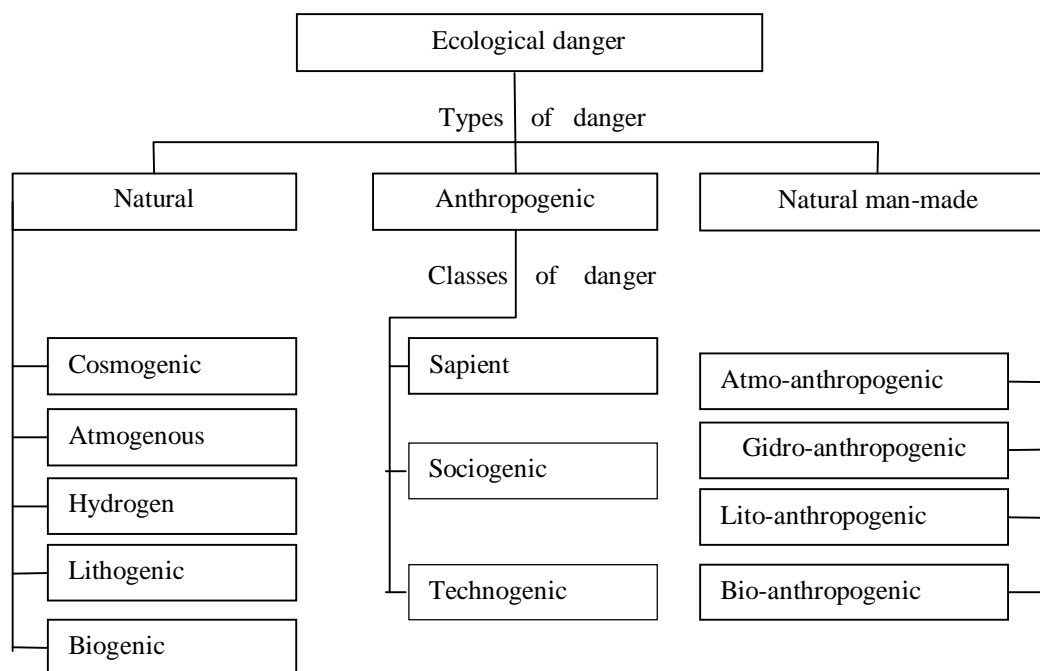 Ecological danger
Types of danger
Natural
Anthropogenic
Natural man-made
Classes of danger
Cosmogenic
Atmogenous
Hydrogen
Lithogenic
Biogenic
Sapient
Sociogenic
Technogenic
Atmo-anthropogenic
Gidro-anthropogenic
Lito-anthropogenic
Bio-anthropogenic